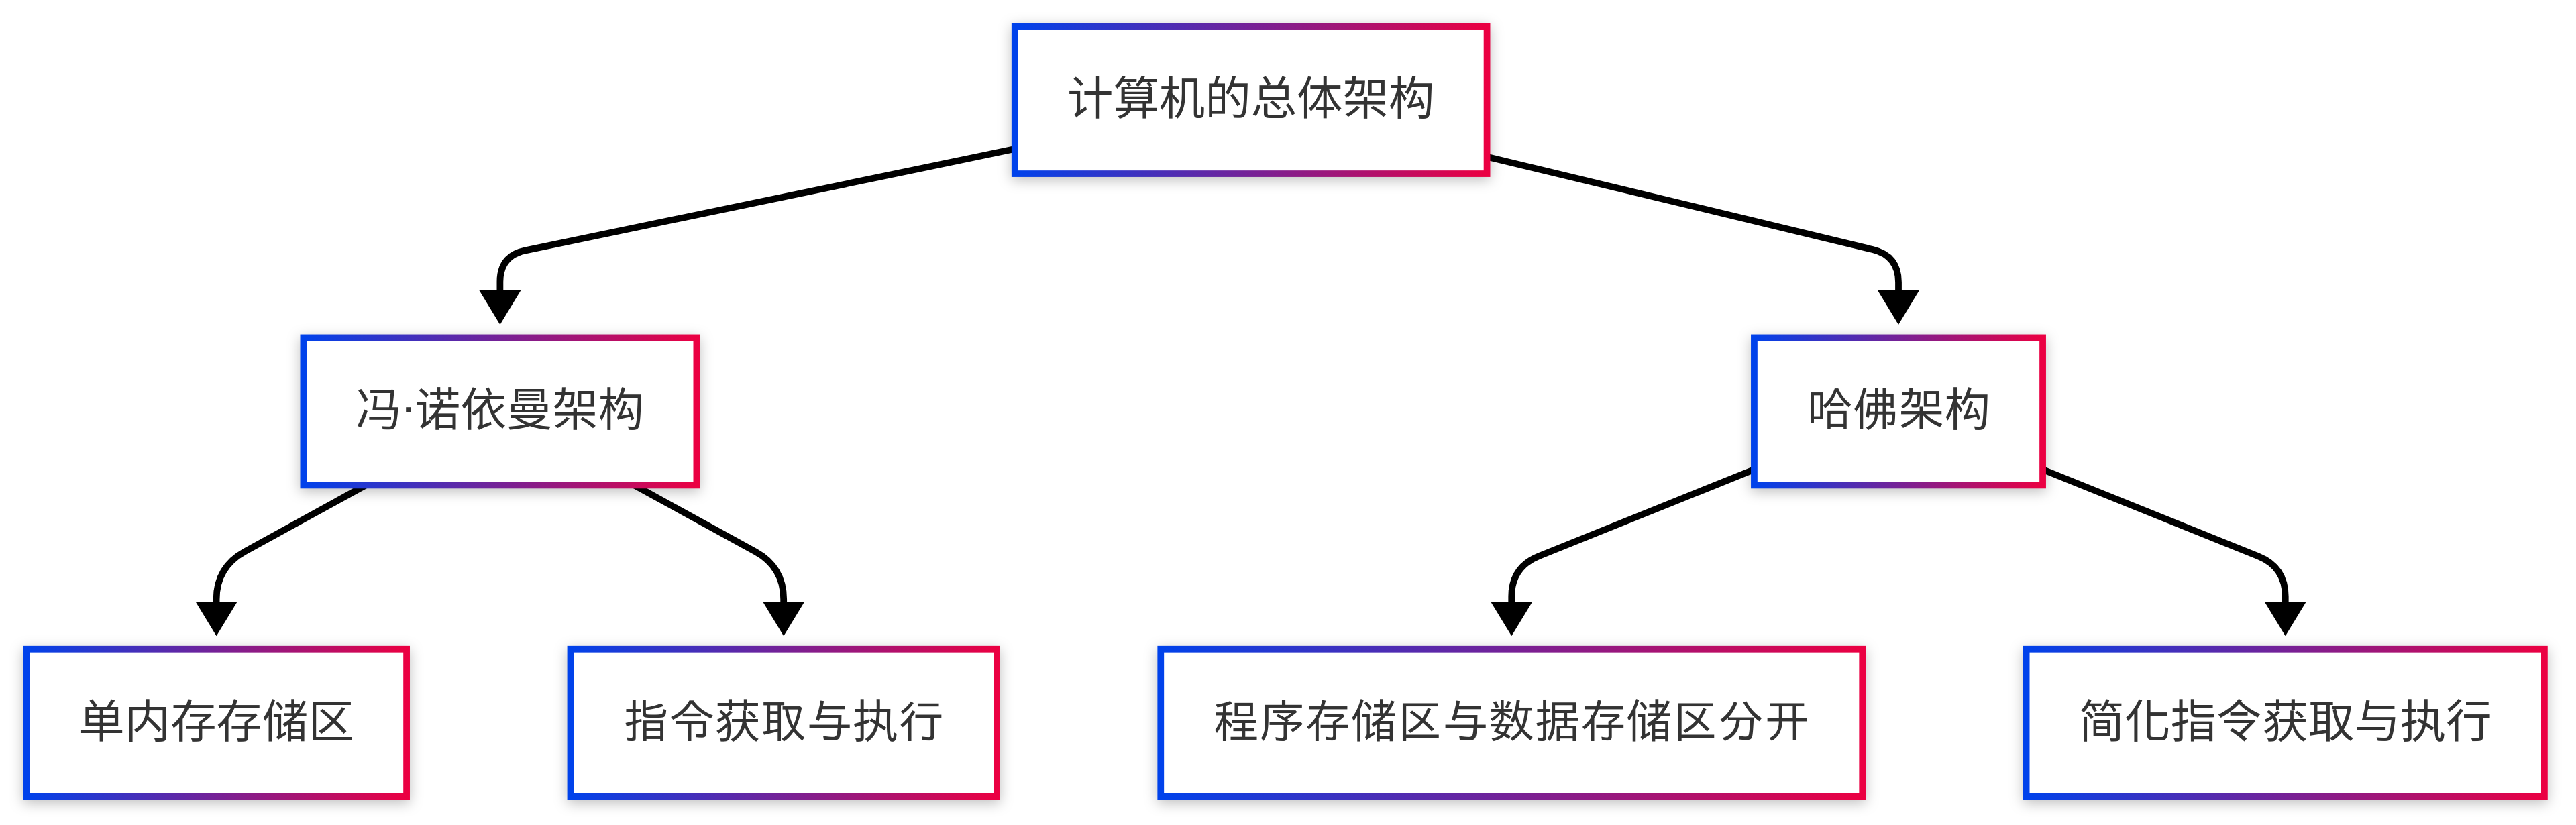 计算机的总体架构
冯·诺依曼架构
哈佛架构
单内存存储区
指令获取与执行
程序存储区与数据存储区分开
简化指令获取与执行